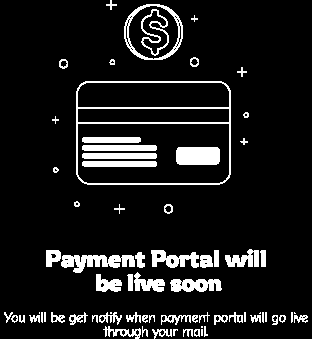 $
Payment Portal will
be live soon
You will be get notify when payment portal will go live
through your mail.